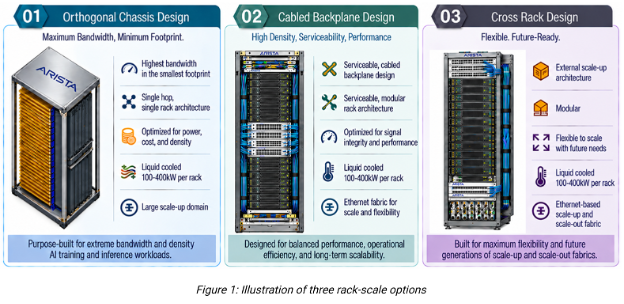 01 Orthogonal Chassis Design
Maximum Bandwidth, Minimum Footprint.
ARISTA
Highest bandwidth
in the smallest footprint
Single hop,
single rack architecture
Optimized for power,
cost, and density
Liquid cooled
100-400kW per rack
Large scale-up domain
Purpose-built for extreme bandwidth and density
AI training and inference workloads.
02 Cabled Backplane Design
High Density, Serviceability, Performance
ARISTA
Serviceable, cabled
backplane design
Serviceable, modular
rack architecture
Optimized for signal
integrity and performance
Liquid cooled
100-400kW per rack
Ethernet fabric for
scale and flexibility
Designed for balanced performance, operational
efficiency, and long-term scalability.
03 Cross Rack Design
Flexible. Future-Ready.
ARISTA
External scale-up
architecture
Modular
Flexible to scale
with future needs
Liquid cooled
100-400kW per rack
Ethernet-based
scale-up and
scale-out fabric
Built for maximum flexibility and future
generations of scale-up and scale-out fabrics.
Figure 1: Illustration of three rack-scale options